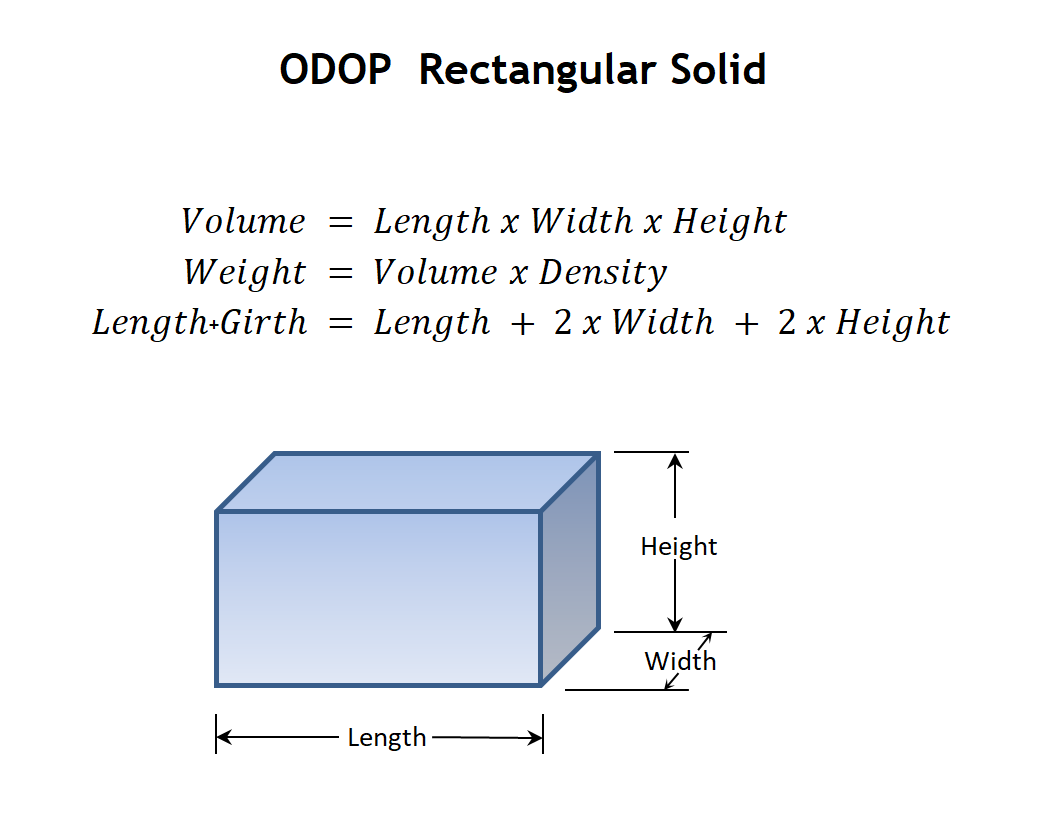 ODOP Rectangular Solid
Volume = Length x Width x Height
Weight = Volume x Density
Length+Girth = Length + 2 x Width + 2 x Height
Height
Width
Length